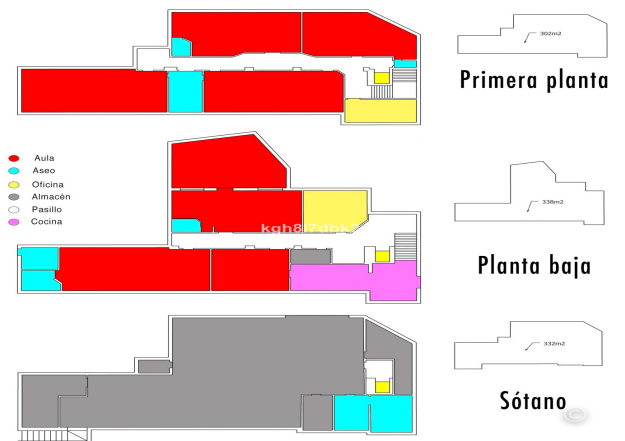 302m2
Primera planta
Aula
Aseo
Oficina
Almacén
Pasillo
Cocina
338m2
Planta baja
332m2
Sótano